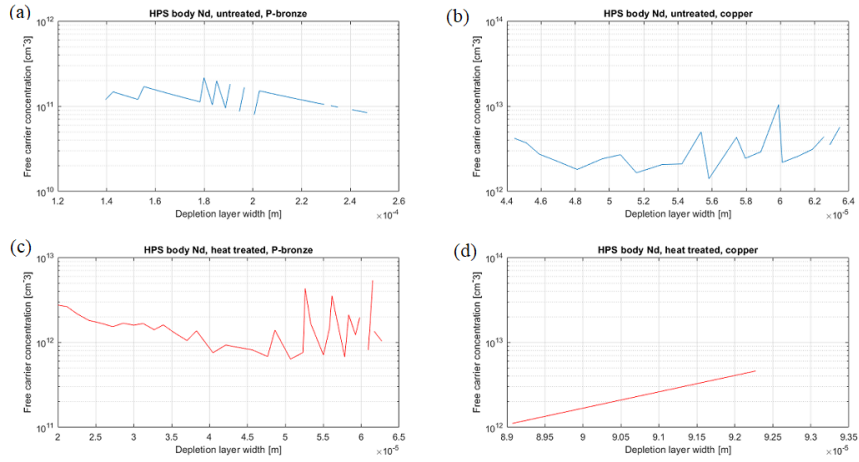 (a)
HPS body Nd, untreated, P-bronze
Free carrier concentration [cm^3]
10^12
10^11
10^10
1.2 1.4 1.6 1.8 2 2.2 2.4 2.6
×10^-4
Depletion layer width [m]
(b)
HPS body Nd, untreated, copper
Free carrier concentration [cm^3]
10^14
10^13
10^12
4.4 4.6 4.8 5 5.2 5.4 5.6 5.8 6 6.2 6.4
×10^-5
Depletion layer width [m]
(c)
HPS body Nd, heat treated, P-bronze
Free carrier concentration [cm^3]
10^13
10^12
10^11
2 2.5 3 3.5 4 4.5 5 5.5 6 6.5
×10^-5
Depletion layer width [m]
(d)
HPS body Nd, heat treated, copper
Free carrier concentration [cm^3]
10^14
10^13
10^12
8.9 8.95 9 9.05 9.1 9.15 9.2 9.25 9.3 9.35
×10^-5
Depletion layer width [m]